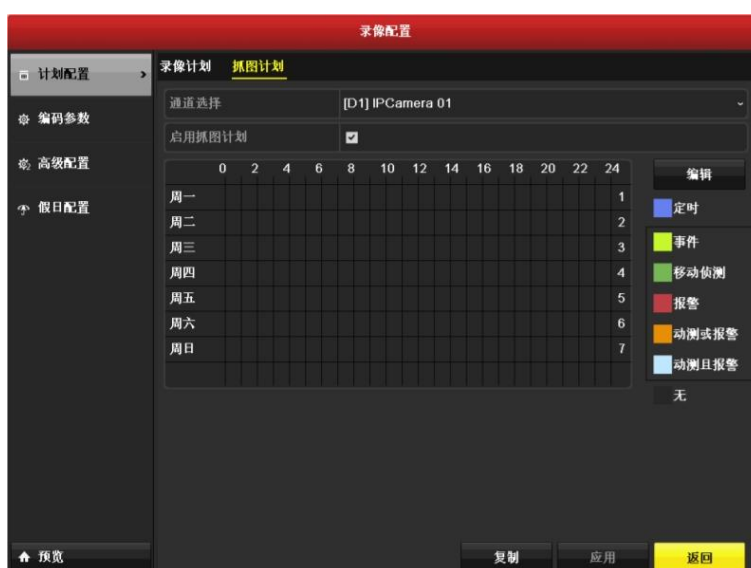 录像配置
计划配置
编码参数
高级配置
假日配置
预览
录像计划 抓图计划
通道选择 [D1] IPCamera 01
启用抓图计划
0 2 4 6 8 10 12 14 16 18 20 22 24
周一 1
周二 2
周三 3
周四 4
周五 5
周六 6
周日 7
编辑
定时
事件
移动侦测
报警
动测或报警
动测且报警
无
复制 应用 返回